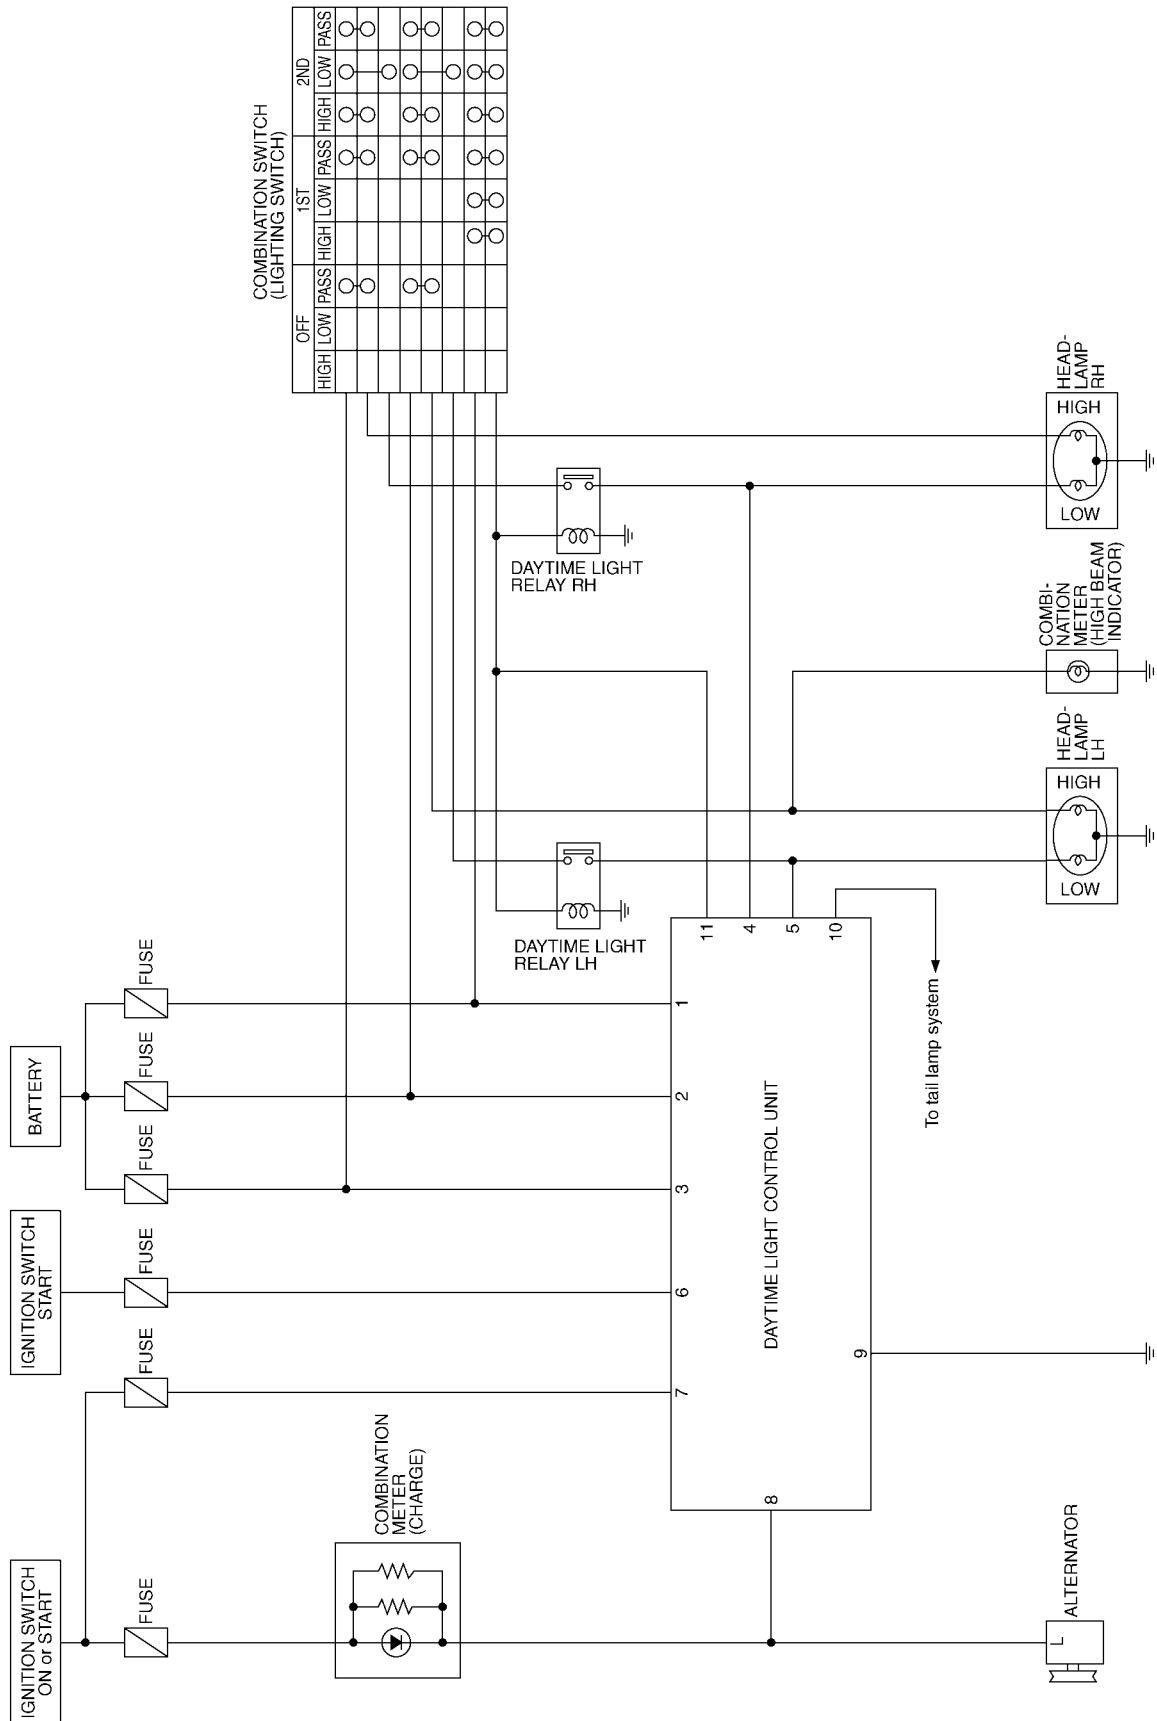 COMBINATION SWITCH
(LIGHTING SWITCH)
OFF
1ST
2ND
HIGH
LOW
PASS
HIGH
LOW
PASS
HIGH
LOW
PASS
BATTERY
IGNITION SWITCH
START
IGNITION SWITCH
ON or START
FUSE
FUSE
FUSE
FUSE
FUSE
FUSE
DAYTIME LIGHT
RELAY RH
DAYTIME LIGHT
RELAY LH
HEAD-
LAMP
RH
HIGH
LOW
COMBI-
NATION
METER
(HIGH BEAM
INDICATOR)
HEAD-
LAMP
LH
HIGH
LOW
11
4
5
10
1
2
3
6
7
9
8
DAYTIME LIGHT CONTROL UNIT
To tail lamp system
COMBINATION
METER
(CHARGE)
ALTERNATOR
L